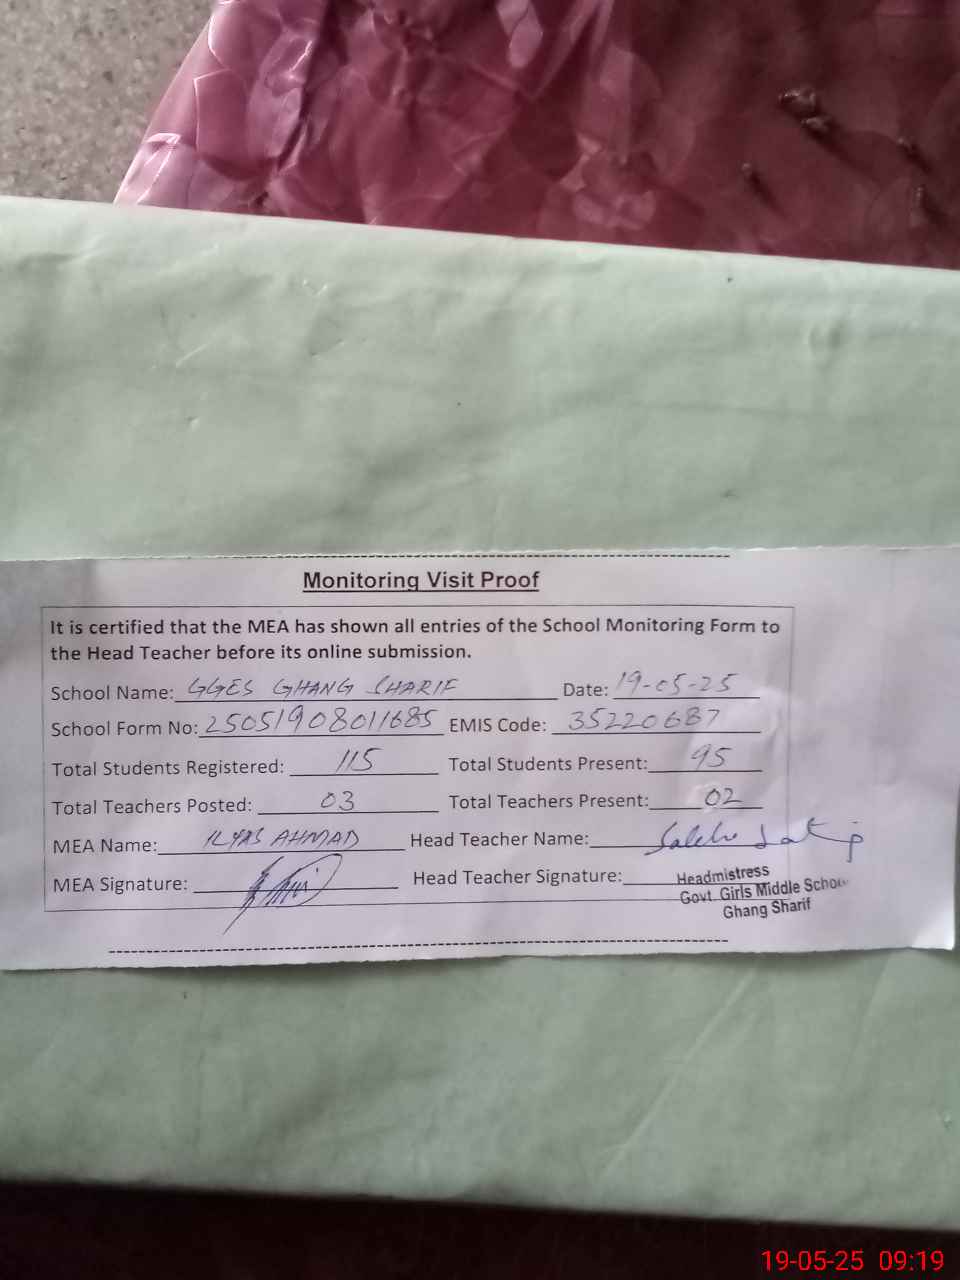 Monitoring Visit Proof
It is certified that the MEA has shown all entries of the School Monitoring Form to
the Head Teacher before its online submission.
School Name: GGES GHANG SHARIF Date: 19-05-25
School Form No: 25051908011685 EMIS Code: 35220687
Total Students Registered: 115 Total Students Present: 95
Total Teachers Posted: 03 Total Teachers Present: 02
MEA Name: ILYAS AHMAD Head Teacher Name:
MEA Signature: Head Teacher Signature:
Headmistress
Govt. Girls Middle School
Ghang Sharif
19-05-25 09:19